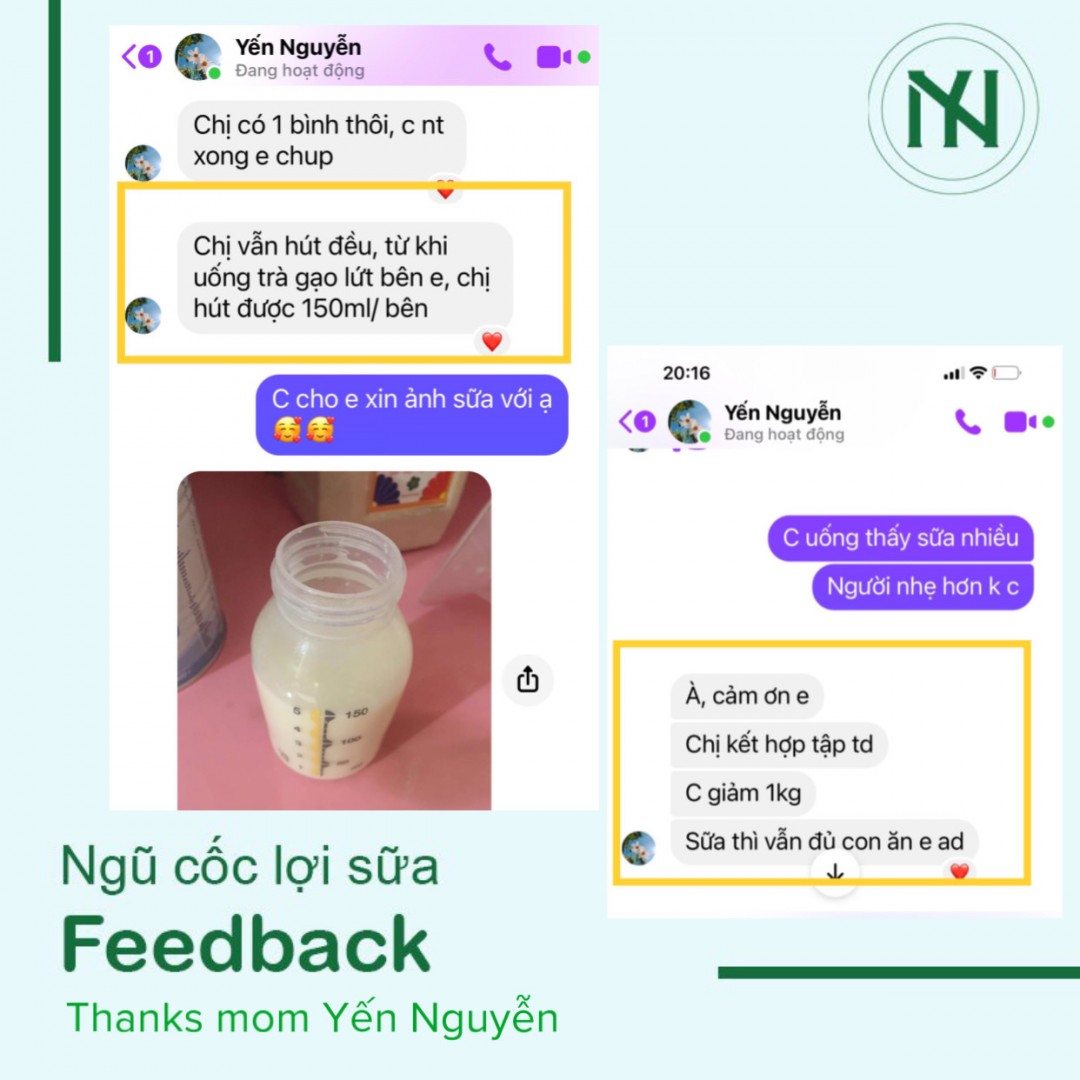 1
Yến Nguyễn
Đang hoạt động
Chị có 1 bình thôi, c nt
xong e chup
Chị vẫn hút đều, từ khi
uống trà gạo lứt bên e, chị
hút được 150ml/ bên
C cho e xin ảnh sữa với ạ
150
100
50
20:16
1
Yến Nguyễn
Đang hoạt động
C uống thấy sữa nhiều
Người nhẹ hơn k c
À, cảm ơn e
Chị kết hợp tập td
C giảm 1kg
Sữa thì vẫn đủ con ăn e ad
Ngũ cốc lợi sữa
Feedback
Thanks mom Yến Nguyễn